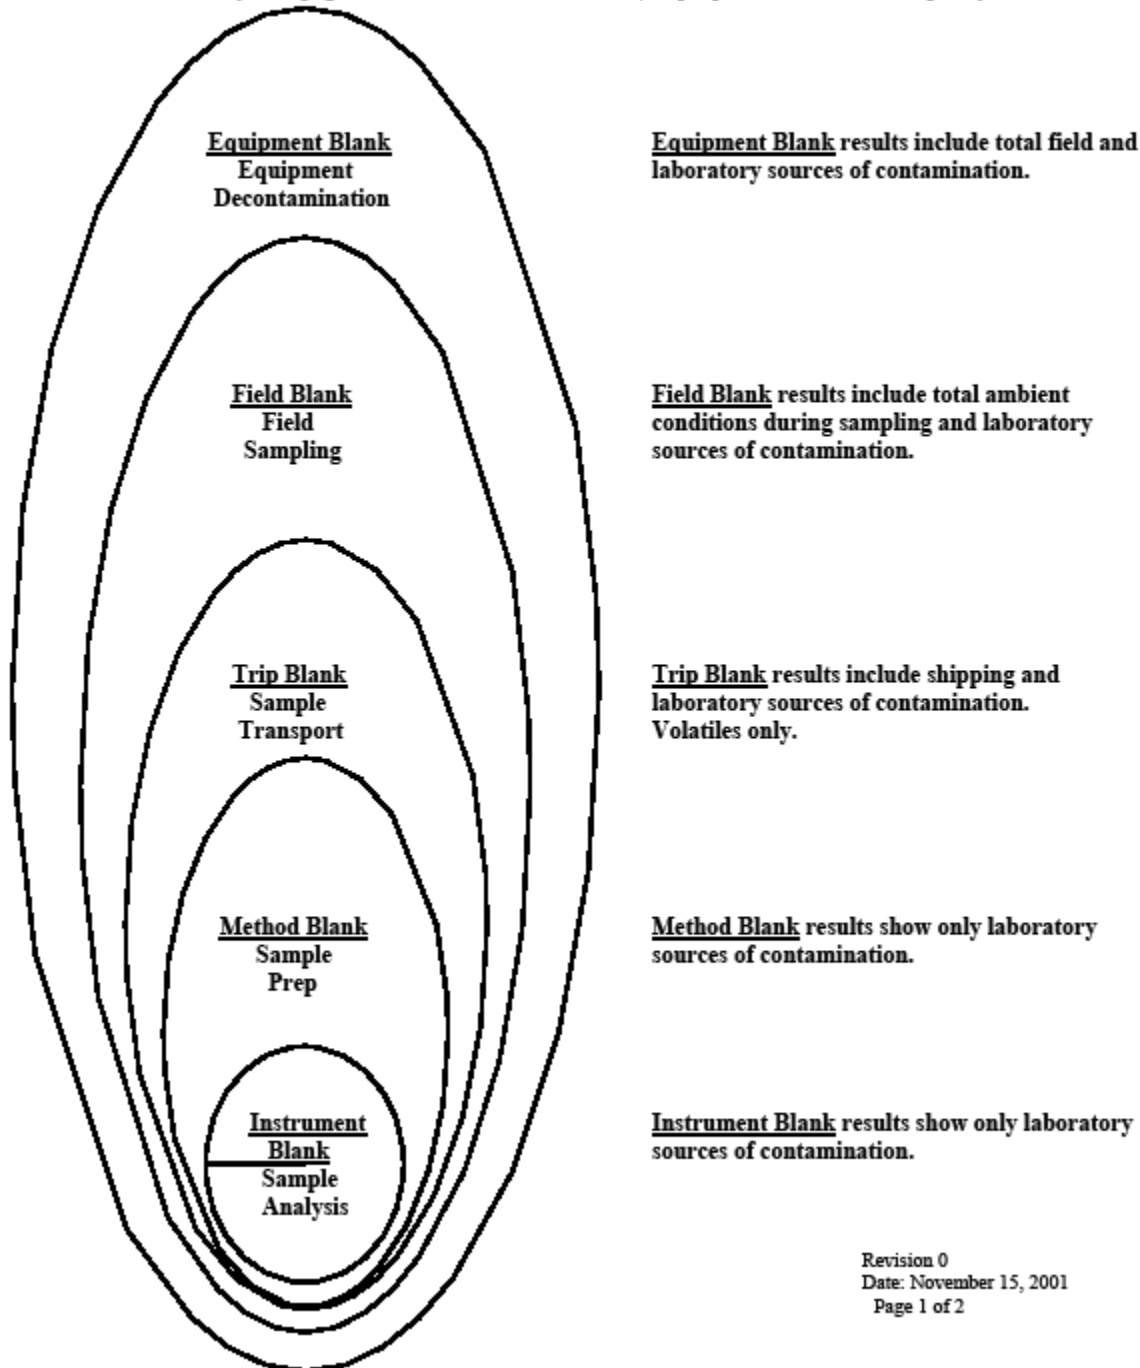 Equipment Blank
Equipment
Decontamination
Equipment Blank results include total field and
laboratory sources of contamination.
Field Blank
Field
Sampling
Field Blank results include total ambient
conditions during sampling and laboratory
sources of contamination.
Trip Blank
Sample
Transport
Trip Blank results include shipping and
laboratory sources of contamination.
Volatiles only.
Method Blank
Sample
Prep
Method Blank results show only laboratory
sources of contamination.
Instrument
Blank
Sample
Analysis
Instrument Blank results show only laboratory
sources of contamination.
Revision 0
Date: November 15, 2001
Page 1 of 2